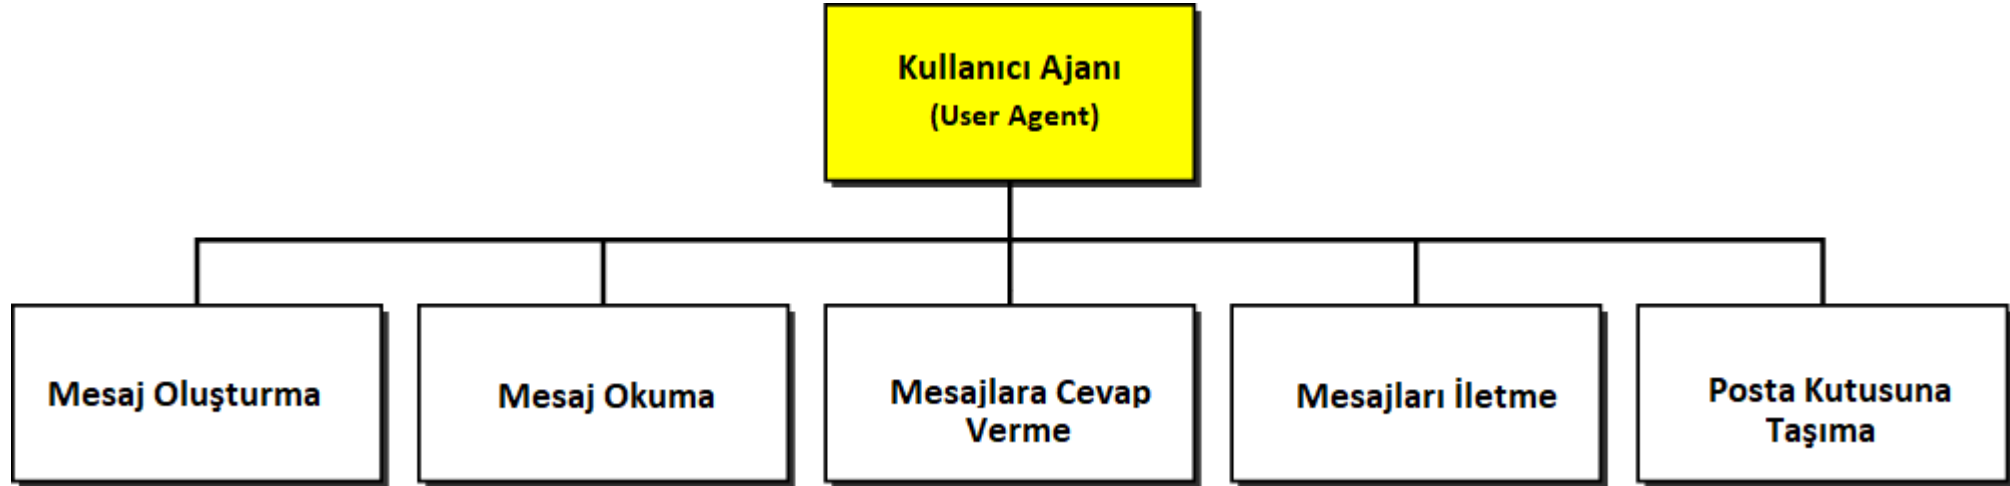 Kullanıcı Ajanı
(User Agent)
Mesaj Oluşturma
Mesaj Okuma
Mesajlara Cevap
Verme
Mesajları İletme
Posta Kutusuna
Taşıma